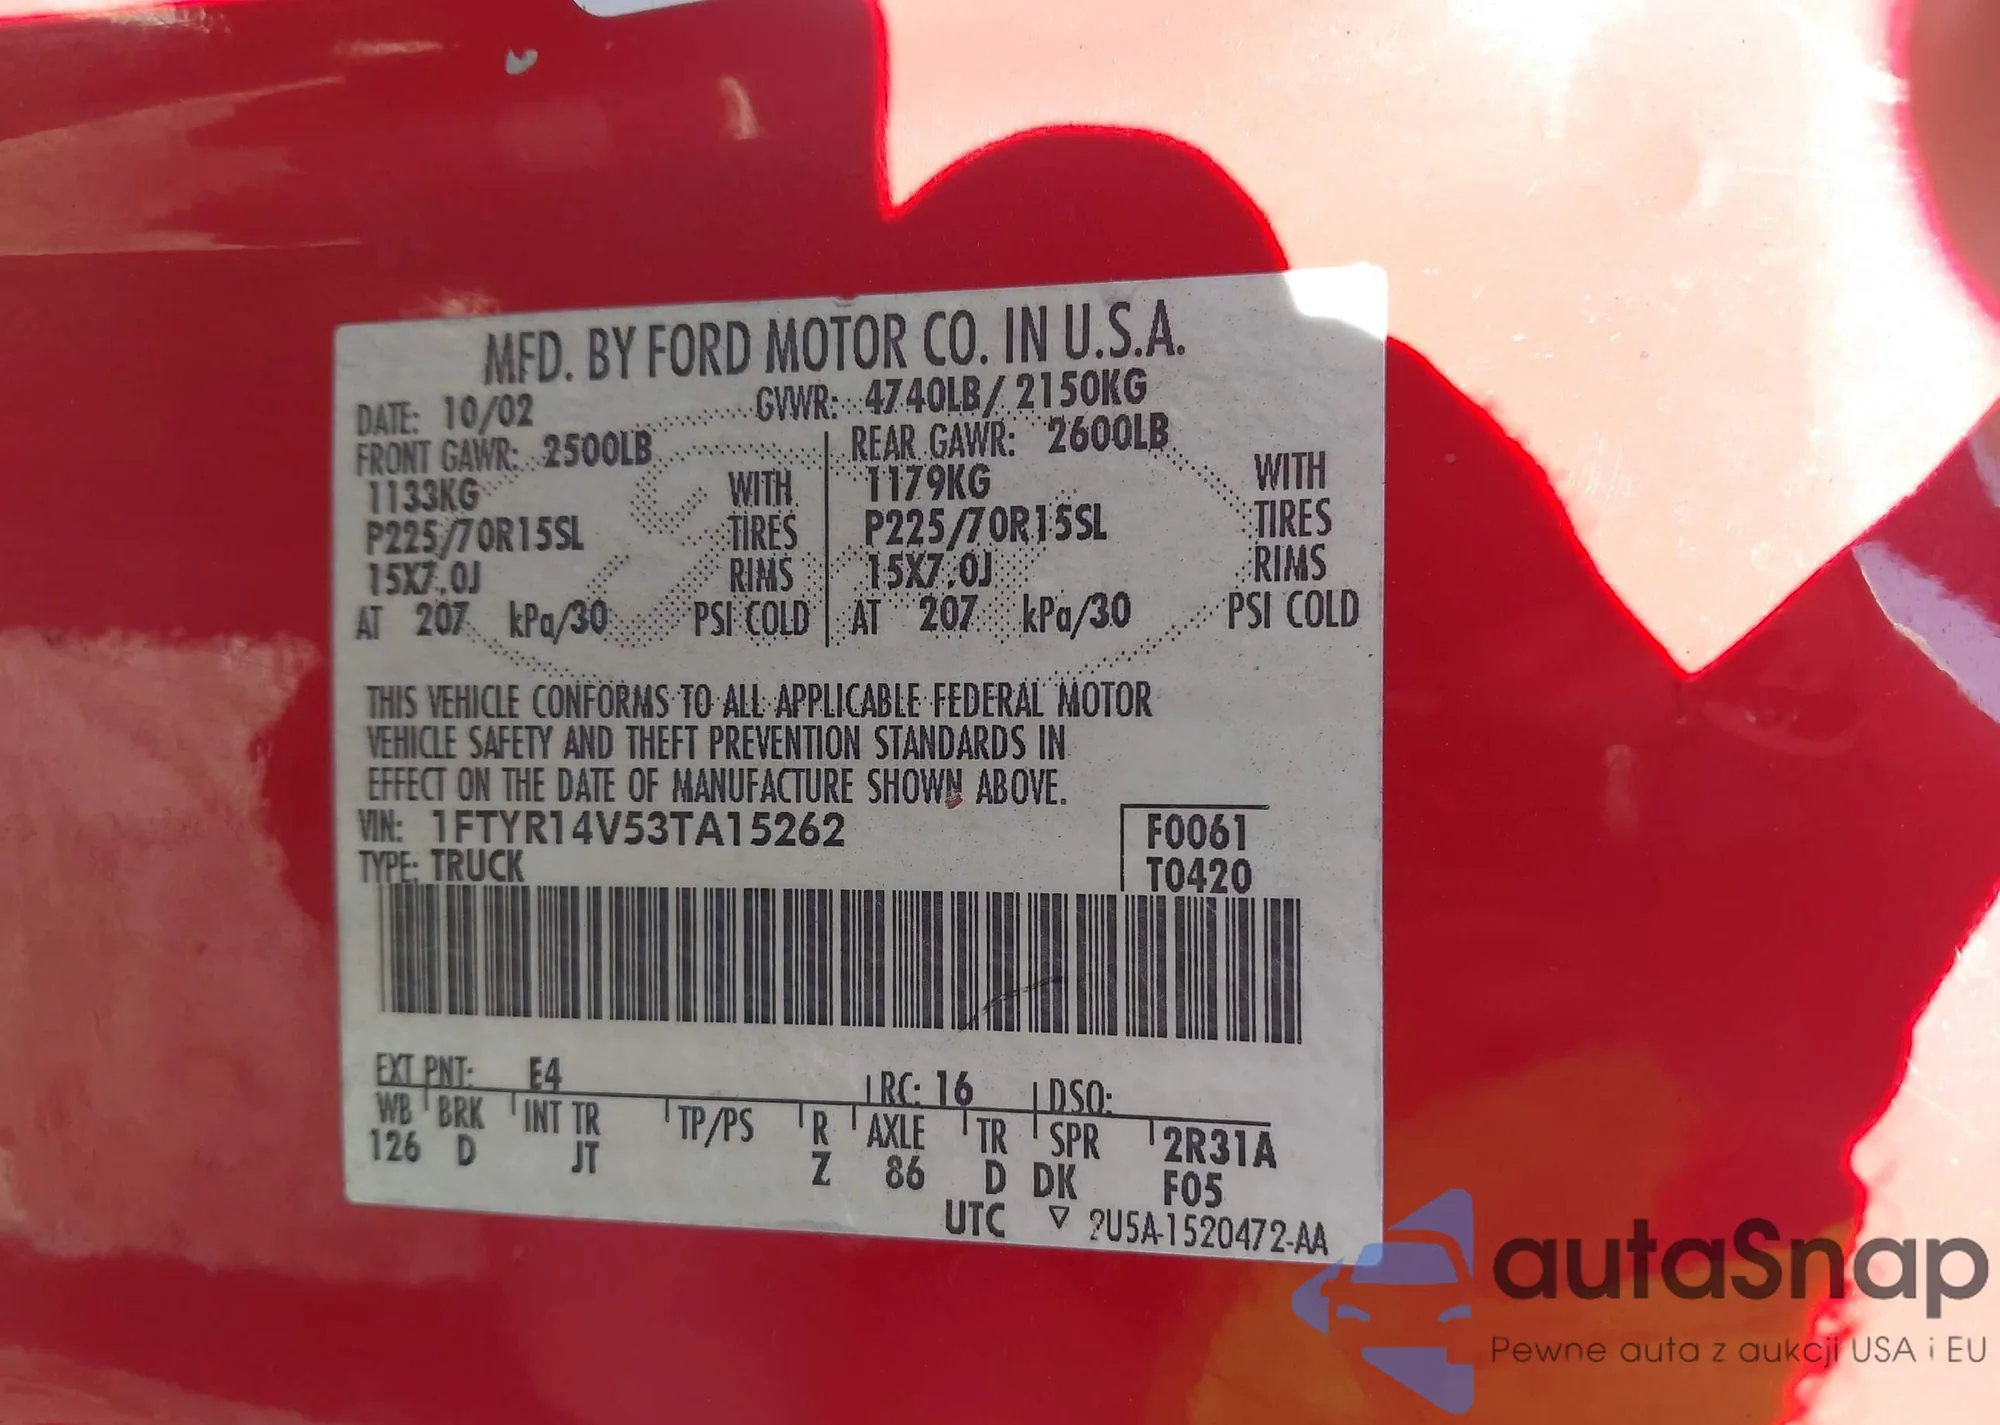 MFD. BY FORD MOTOR CO. IN U.S.A.
DATE: 10/02 GVWR: 4740LB/ 2150KG
FRONT GAWR: 2500LB REAR GAWR: 2600LB
1133KG WITH 1179KG WITH
P225/70R15SL TIRES P225/70R15SL TIRES
15X7.0J RIMS 15X7.0J RIMS
AT 207 kPa/30 PSI COLD AT 207 kPa/30 PSI COLD
THIS VEHICLE CONFORMS TO ALL APPLICABLE FEDERAL MOTOR
VEHICLE SAFETY AND THEFT PREVENTION STANDARDS IN
EFFECT ON THE DATE OF MANUFACTURE SHOWN ABOVE.
VIN: 1FTYR14V53TA15262 F0061
TYPE: TRUCK T0420
EXT PNT: E4 RC: 16 DSO:
WB BRK INT TR TP/PS R AXLE TR SPR 2R31A
126 D JT Z 86 D DK F05
UTC ▽ 2U5A-1520472-AA
autaSnap
Pewne auta z aukcji USA i EU